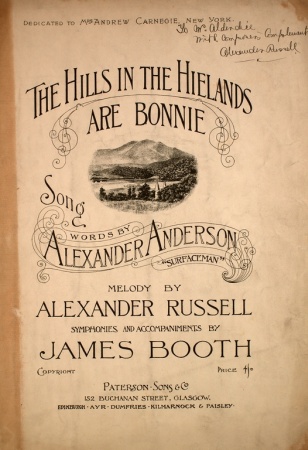 DEDICATED TO MRS ANDREW CARNEGIE, NEW YORK.
To Mr.
With Composers Compliments
Alexander Russell
THE HILLS IN THE HIELANDS
ARE BONNIE
Song
WORDS BY
ALEXANDER ANDERSON
"SURFACEMAN"
MELODY BY
ALEXANDER RUSSELL
SYMPHONIES AND ACCOMPANIMENTS BY
JAMES BOOTH
COPYRIGHT PRICE 4/=
PATERSON & SONS & Co
152 BUCHANAN STREET, GLASGOW.
EDINBURGH - AYR - DUMFRIES - KILMARNOCK & PAISLEY.